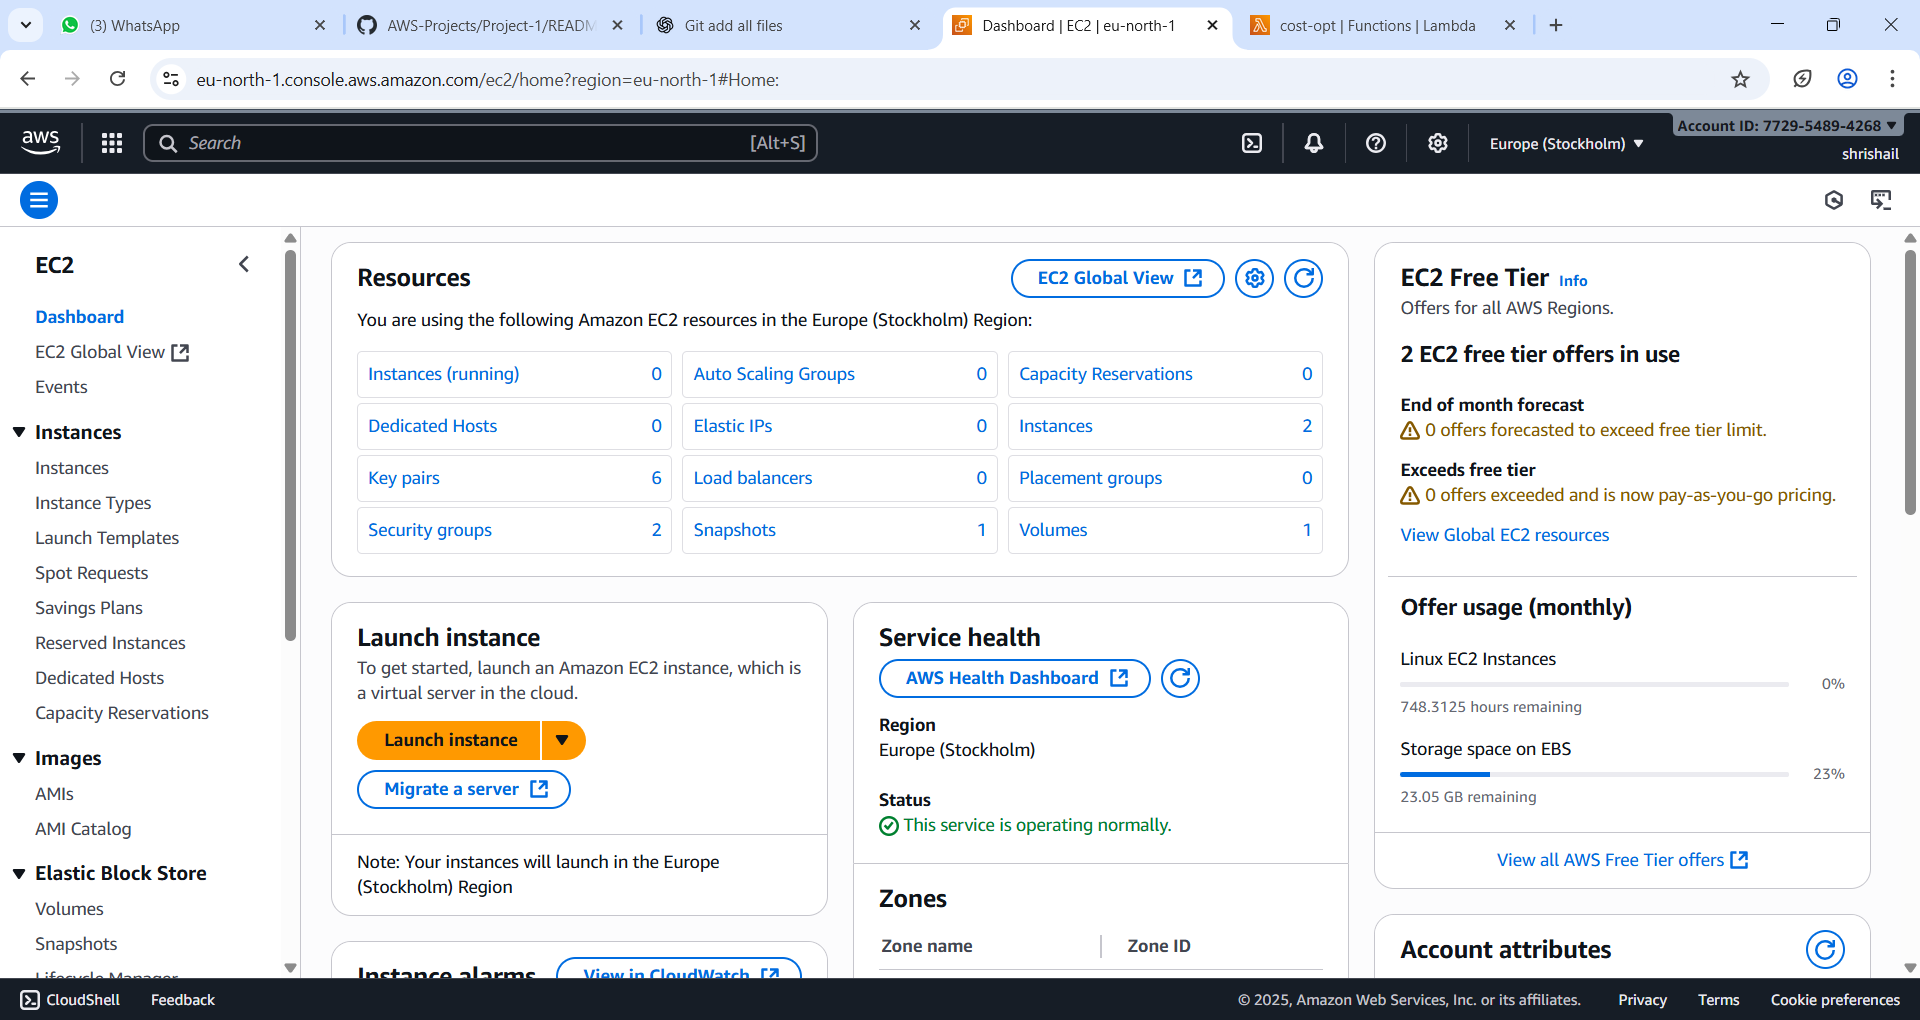 (3) WhatsApp
AWS-Projects/Project-1/READM
Git add all files
Dashboard | EC2 | eu-north-1
cost-opt | Functions | Lambda
eu-north-1.console.aws.amazon.com/ec2/home?region=eu-north-1#Home:
aws
Search
[Alt+S]
Europe (Stockholm)
Account ID: 7729-5489-4268
shrishail
EC2
Dashboard
EC2 Global View
Events
Instances
Instances
Instance Types
Launch Templates
Spot Requests
Savings Plans
Reserved Instances
Dedicated Hosts
Capacity Reservations
Images
AMIs
AMI Catalog
Elastic Block Store
Volumes
Snapshots
Lifecycle Manager
Resources
EC2 Global View
You are using the following Amazon EC2 resources in the Europe (Stockholm) Region:
Instances (running) 0
Auto Scaling Groups 0
Capacity Reservations 0
Dedicated Hosts 0
Elastic IPs 0
Instances 2
Key pairs 6
Load balancers 0
Placement groups 0
Security groups 2
Snapshots 1
Volumes 1
Launch instance
To get started, launch an Amazon EC2 instance, which is
a virtual server in the cloud.
Launch instance
Migrate a server
Note: Your instances will launch in the Europe
(Stockholm) Region
Instance alarms
View in CloudWatch
Service health
AWS Health Dashboard
Region
Europe (Stockholm)
Status
This service is operating normally.
Zones
Zone name
Zone ID
EC2 Free Tier Info
Offers for all AWS Regions.
2 EC2 free tier offers in use
End of month forecast
0 offers forecasted to exceed free tier limit.
Exceeds free tier
0 offers exceeded and is now pay-as-you-go pricing.
View Global EC2 resources
Offer usage (monthly)
Linux EC2 Instances
0%
748.3125 hours remaining
Storage space on EBS
23%
23.05 GB remaining
View all AWS Free Tier offers
Account attributes
CloudShell
Feedback
© 2025, Amazon Web Services, Inc. or its affiliates.
Privacy
Terms
Cookie preferences